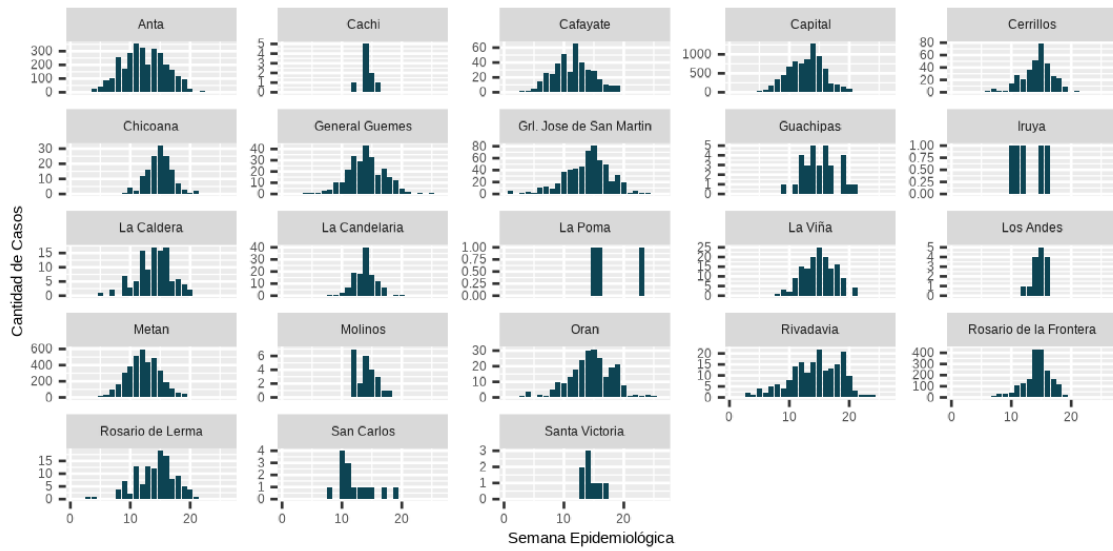 Anta Cachi Cafayate Capital Cerrillos
300 200 100 0
5 4 3 2 1 0
60 40 20 0
1000 500 0
80 60 40 20 0
Chicoana General Guemes Grl. Jose de San Martin Guachipas Iruya
30 20 10 0
40 30 20 10 0
80 60 40 20 0
5 4 3 2 1 0
1.00 0.75 0.50 0.25 0.00
La Caldera La Candelaria La Poma La Viña Los Andes
15 10 5 0
40 30 20 10 0
1.00 0.75 0.50 0.25 0.00
25 20 15 10 5 0
5 4 3 2 1 0
Metan Molinos Oran Rivadavia Rosario de la Frontera
600 400 200 0
6 4 2 0
30 20 10 0
20 15 10 5 0
400 300 200 100 0
0 10 20 0 10 20
Rosario de Lerma San Carlos Santa Victoria
15 10 5 0
4 3 2 1 0
3 2 1 0
0 10 20 0 10 20 0 10 20
Cantidad de Casos
Semana Epidemiológica